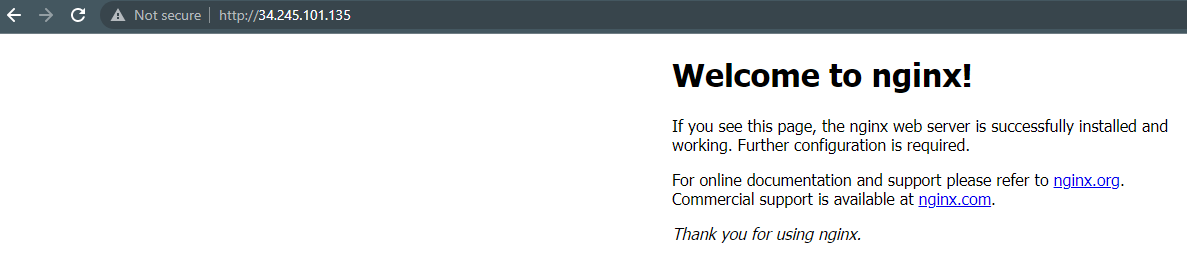 Not secure | http://34.245.101.135
Welcome to nginx!
If you see this page, the nginx web server is successfully installed and
working. Further configuration is required.
For online documentation and support please refer to nginx.org.
Commercial support is available at nginx.com.
Thank you for using nginx.